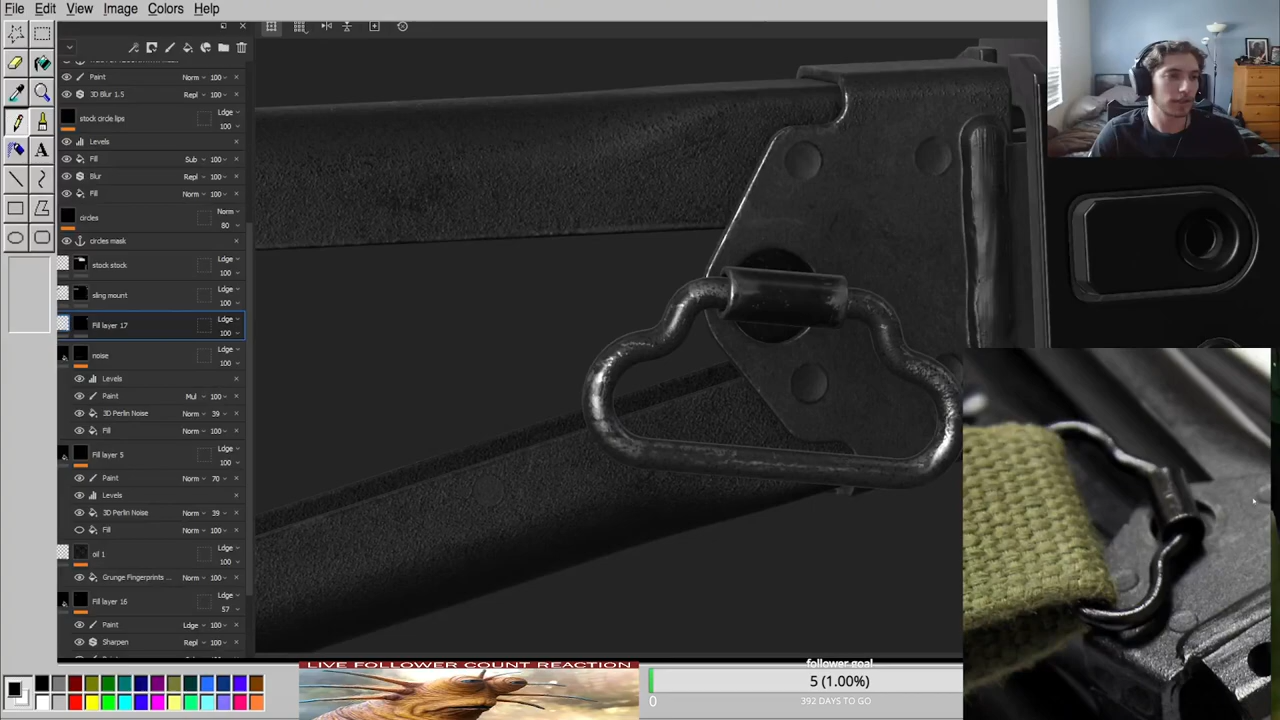 File Edit View Image Colors Help
Paint Norm 100
3D Blur 1.5 Repl 100
stock circle lips Ldge 100
Levels
Fill Sub 100
Blur Repl 100
Fill Norm 100
circles Norm 80
circles mask
stock stock Ldge 100
sling mount Ldge 100
Fill layer 17 Ldge 100
noise Ldge 100
Levels
Paint Mul 100
3D Perlin Noise Norm 39
Fill Norm 100
Fill layer 5 Ldge 100
Paint Norm 70
Levels
3D Perlin Noise Norm 39
Fill Norm 100
oil 1 Ldge 100
Grunge Fingerprints ... Norm 100
Fill layer 16 Ldge 57
Paint Ldge 100
Sharpen Repl 100
LIVE FOLLOWER COUNT REACTION
follower goal
5 (1.00%)
0
392 DAYS TO GO